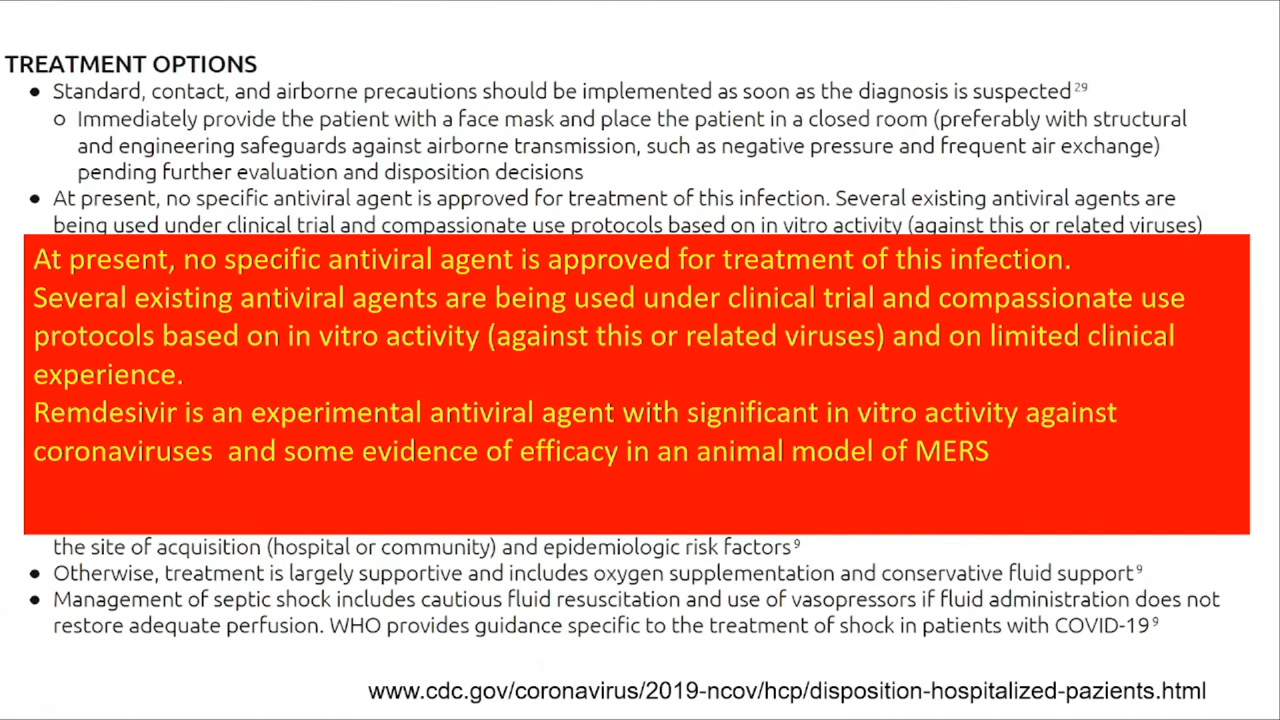 TREATMENT OPTIONS
● Standard, contact, and airborne precautions should be implemented as soon as the diagnosis is suspected 29
o Immediately provide the patient with a face mask and place the patient in a closed room (preferably with structural
and engineering safeguards against airborne transmission, such as negative pressure and frequent air exchange)
pending further evaluation and disposition decisions
● At present, no specific antiviral agent is approved for treatment of this infection. Several existing antiviral agents are
being used under clinical trial and compassionate use protocols based on in vitro activity (against this or related viruses)
At present, no specific antiviral agent is approved for treatment of this infection.
Several existing antiviral agents are being used under clinical trial and compassionate use
protocols based on in vitro activity (against this or related viruses) and on limited clinical
experience.
Remdesivir is an experimental antiviral agent with significant in vitro activity against
coronaviruses and some evidence of efficacy in an animal model of MERS
the site of acquisition (hospital or community) and epidemiologic risk factors 9
● Otherwise, treatment is largely supportive and includes oxygen supplementation and conservative fluid support 9
● Management of septic shock includes cautious fluid resuscitation and use of vasopressors if fluid administration does not
restore adequate perfusion. WHO provides guidance specific to the treatment of shock in patients with COVID-19 9
www.cdc.gov/coronavirus/2019-ncov/hcp/disposition-hospitalized-pazients.html